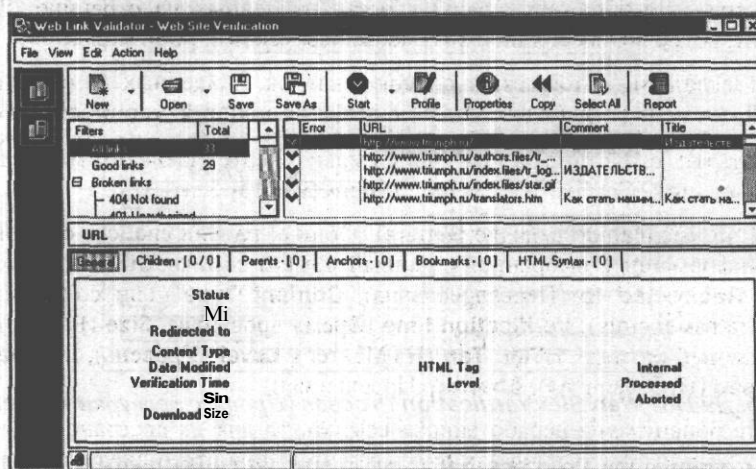 Web Link Validator - Web Site Verification
File View Edit Action Help
New Open Save Save As Start Profile Properties Copy Select All Report
Filters Total
All links 33
Good links 29
Broken links
404 Not found
401 Unauthorized
Error URL Comment Title
http://www.triumph.ru/ Издательств
http://www.triumph.ru/authors.files/tr_...
http://www.triumph.ru/index.files/tr_log... ИЗДАТЕЛЬСТВ...
http://www.triumph.ru/index.files/star.gif
http://www.triumph.ru/translators.htm Как стать нашим... Как стать на...
URL
General Children - [ 0 / 0 ] Parents - [ 0 ] Anchors - [ 0 ] Bookmarks - [ 0 ] HTML Syntax - [ 0 ]
Status
Mi
Redirected to
Content Type
Date Modified HTML Tag Internal
Verification Time Level Processed
Sin Aborted
Download Size